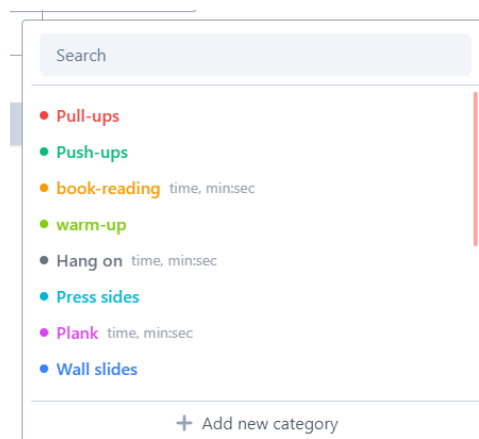 Search
Pull-ups
Push-ups
book-reading time, min:sec
warm-up
Hang on time, min:sec
Press sides
Plank time, min:sec
Wall slides
+ Add new category